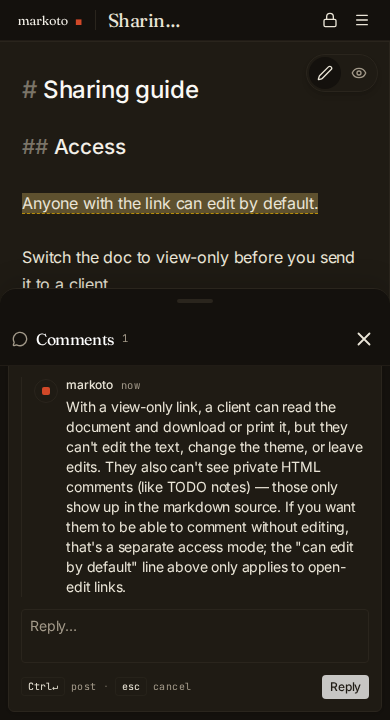 markoto
Sharin...
# Sharing guide
## Access
Anyone with the link can edit by default.
Switch the doc to view-only before you send
it to a client
Comments 1
markoto now
With a view-only link, a client can read the
document and download or print it, but they
can't edit the text, change the theme, or leave
edits. They also can't see private HTML
comments (like TODO notes) — those only
show up in the markdown source. If you want
them to be able to comment without editing,
that's a separate access mode; the "can edit
by default" line above only applies to open-
edit links.
Reply...
Ctrl↵ post · esc cancel
Reply